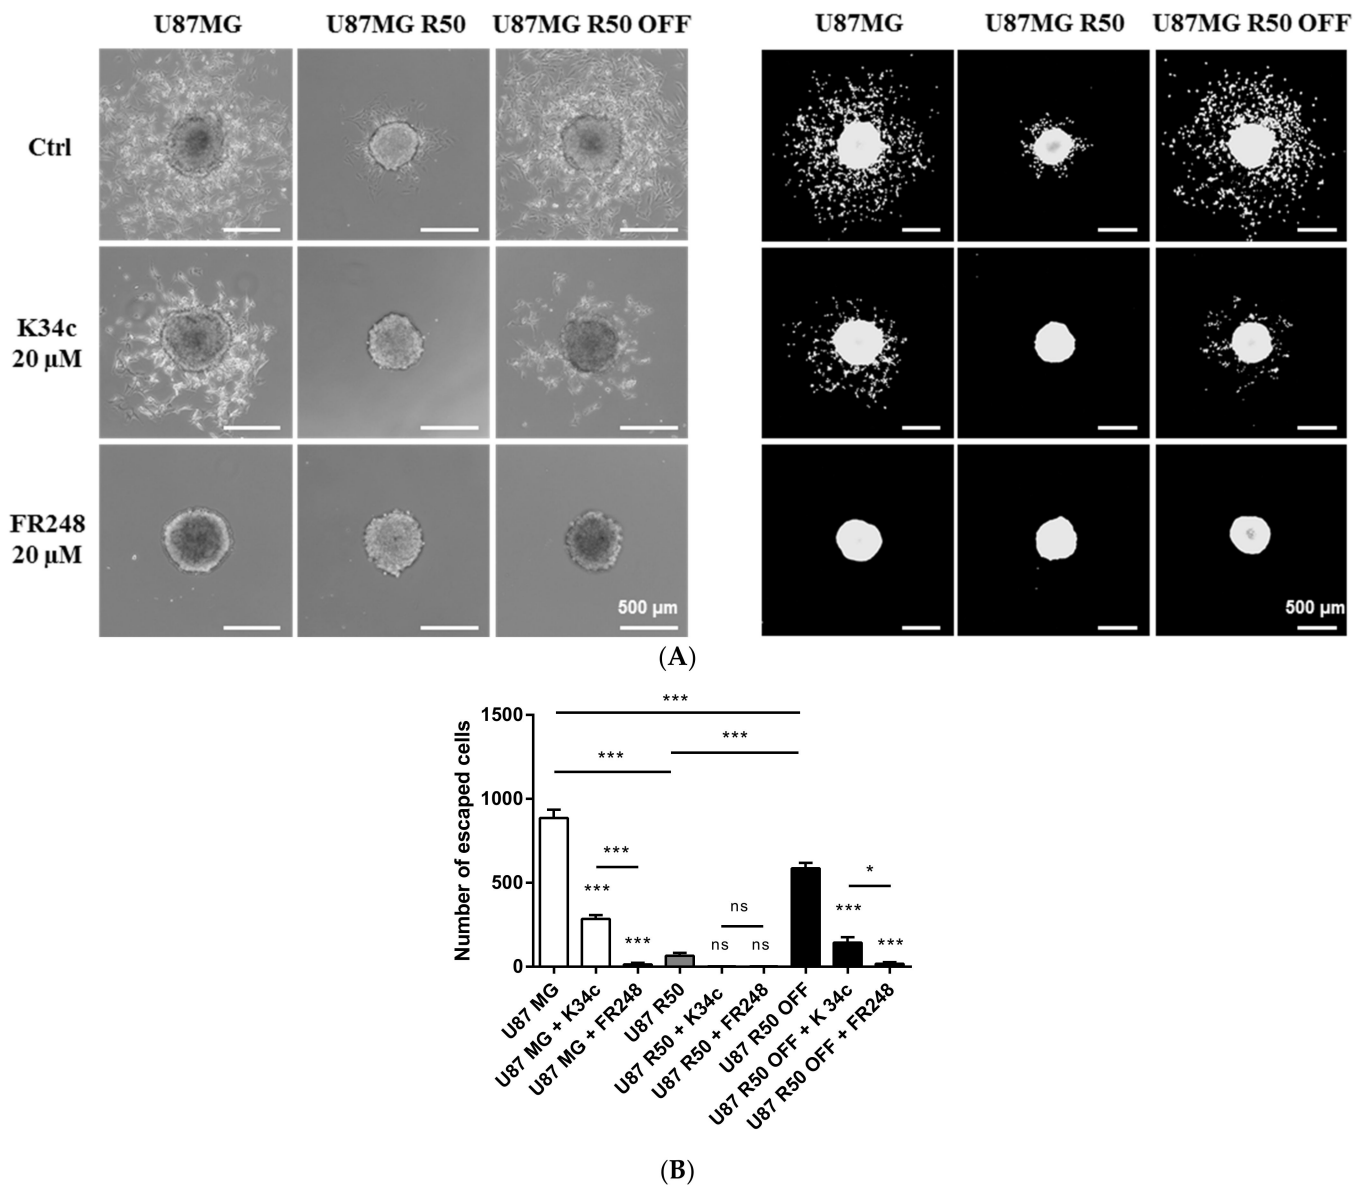 U87MG U87MG R50 U87MG R50 OFF U87MG U87MG R50 U87MG R50 OFF
Ctrl
K34c
20 µM
FR248
20 µM
500 µm 500 µm
(A)
Number of escaped cells
1500
1000
500
0
***
***
***
***
***
***
ns
ns
ns
*
***
***
U87 MG
U87 MG + K34c
U87 MG + FR248
U87 R50
U87 R50 + K34c
U87 R50 + FR248
U87 R50 OFF
U87 R50 OFF + K 34c
U87 R50 OFF + FR248
(B)